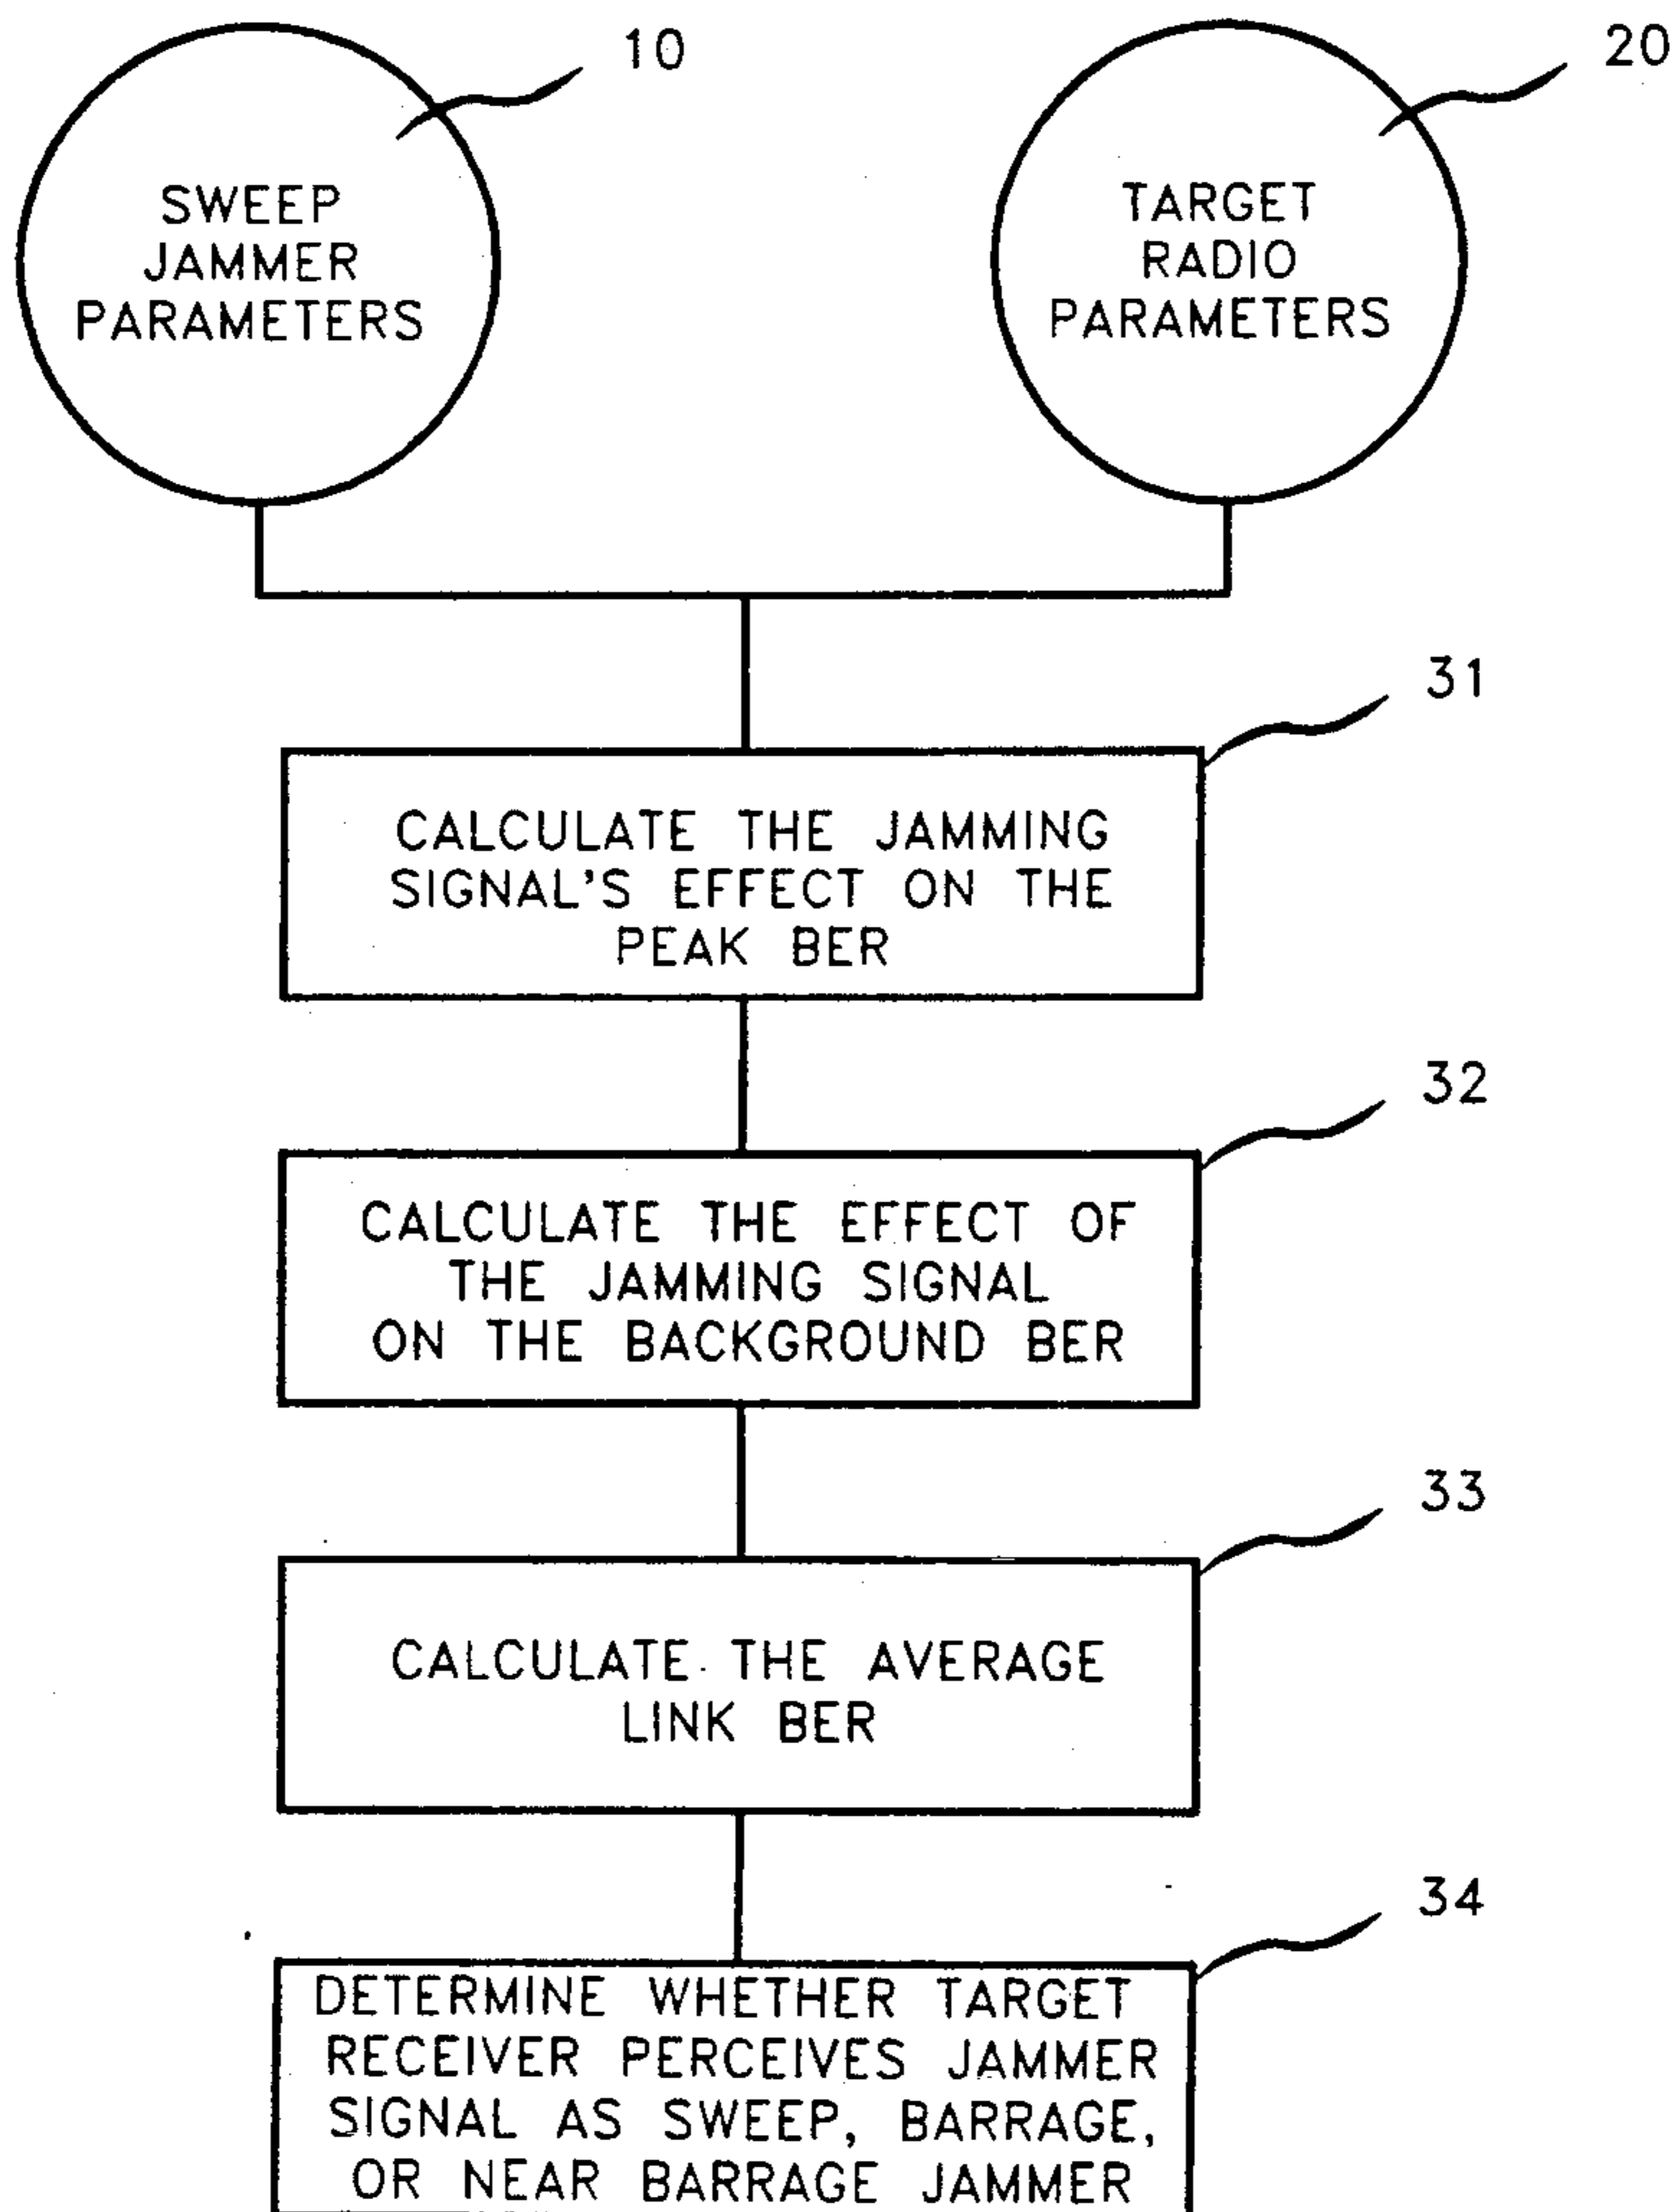 10
20
SWEEP
JAMMER
PARAMETERS
TARGET
RADIO
PARAMETERS
31
CALCULATE THE JAMMING
SIGNAL'S EFFECT ON THE
PEAK BER
32
CALCULATE THE EFFECT OF
THE JAMMING SIGNAL
ON THE BACKGROUND BER
33
CALCULATE THE AVERAGE
LINK BER
34
DETERMINE WHETHER TARGET
RECEIVER PERCEIVES JAMMER
SIGNAL AS SWEEP, BARRAGE,
OR NEAR BARRAGE JAMMER